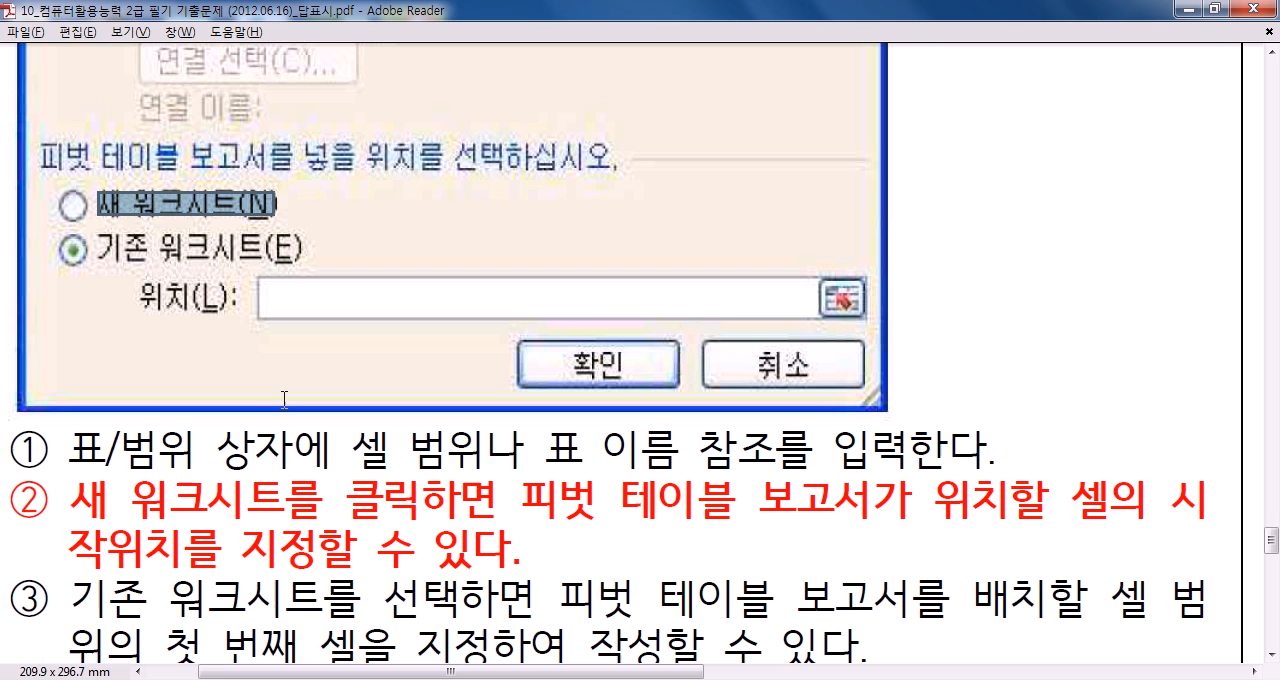 10_컴퓨터활용능력 2급 필기 기출문제 (2012.06.16)_답표시.pdf - Adobe Reader
파일(F) 편집(E) 보기(V) 창(W) 도움말(H)
연결 선택(C)...
연결 이름:
피벗 테이블 보고서를 넣을 위치를 선택하십시오.
새 워크시트(N)
기존 워크시트(E)
위치(L):
확인 취소
① 표/범위 상자에 셀 범위나 표 이름 참조를 입력한다.
② 새 워크시트를 클릭하면 피벗 테이블 보고서가 위치할 셀의 시
작위치를 지정할 수 있다.
③ 기존 워크시트를 선택하면 피벗 테이블 보고서를 배치할 셀 범
위의 첫 번째 셀을 지정하여 작성할 수 있다.
209.9 x 296.7 mm